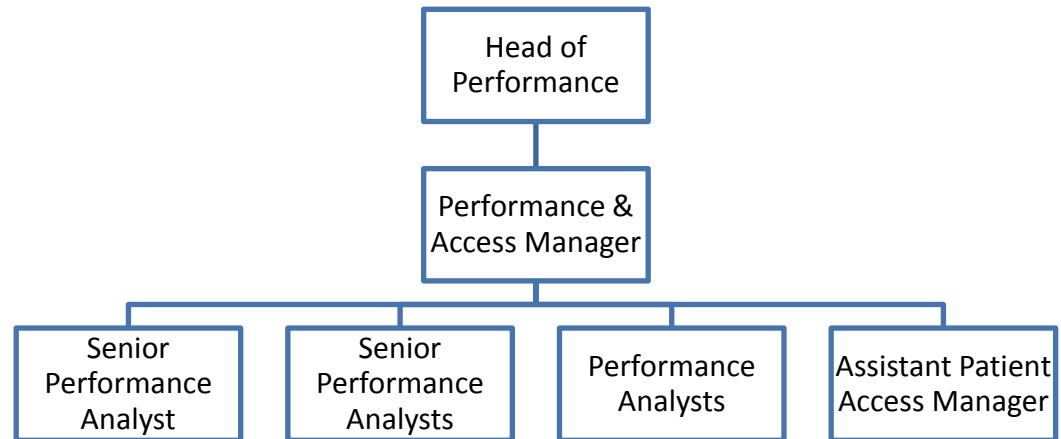 Head of
Performance
Performance &
Access Manager
Senior
Performance
Analyst
Senior
Performance
Analysts
Performance
Analysts
Assistant Patient
Access Manager